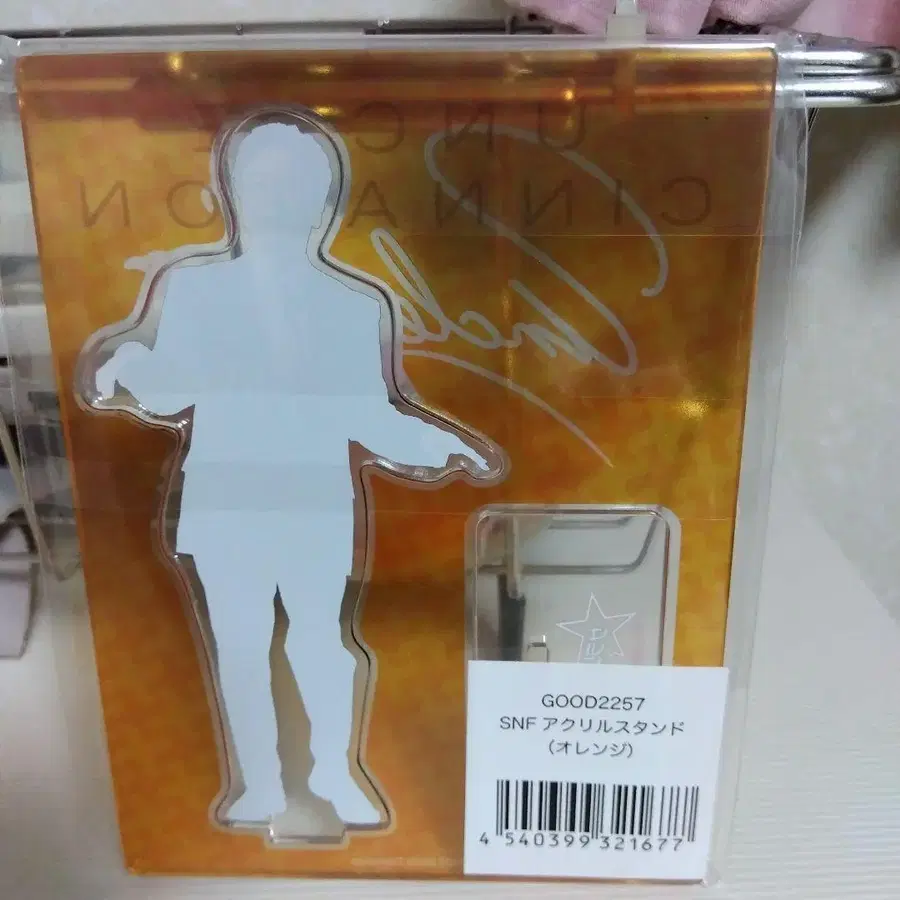 UNCLE
CINNAMON
GOOD2257
SNF アクリルスタンド
（オレンジ）
4 540399 321677